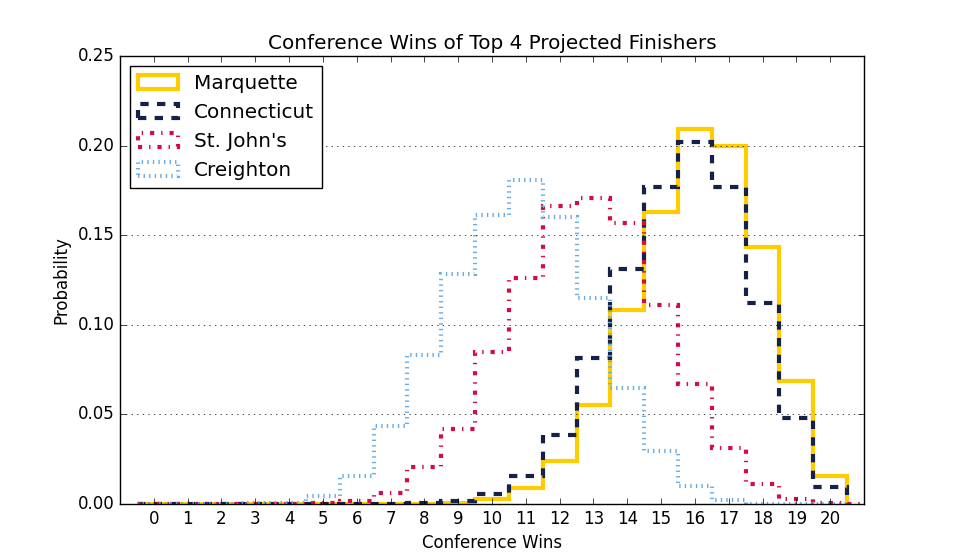 Conference Wins of Top 4 Projected Finishers
0.25
0.20
0.15
0.10
0.05
0.00
Probability
Marquette
Connecticut
St. John's
Creighton
0 1 2 3 4 5 6 7 8 9 10 11 12 13 14 15 16 17 18 19 20
Conference Wins